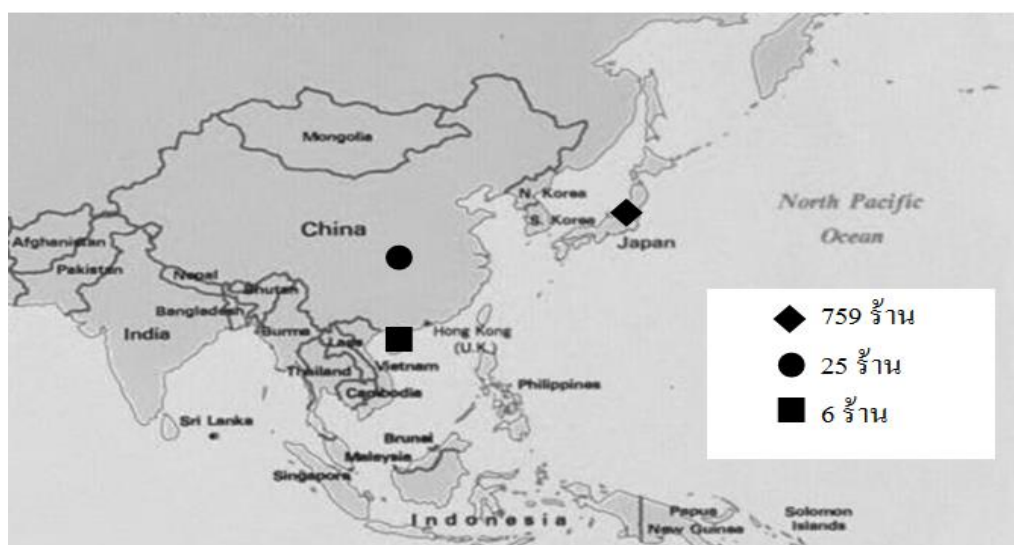 Mongolia
N. Korea
S. Korea
Japan
North Pacific
Ocean
China
Afghanistan
Pakistan
Nepal
Bhutan
Bangladesh
India
Burma
Laos
Hong Kong
(U.K.)
Thailand
Vietnam
Cambodia
Philippines
Sri Lanka
Brunei
Malaysia
Singapore
Indonesia
Papua
New Guinea
Solomon
Islands
759 ร้าน
25 ร้าน
6 ร้าน